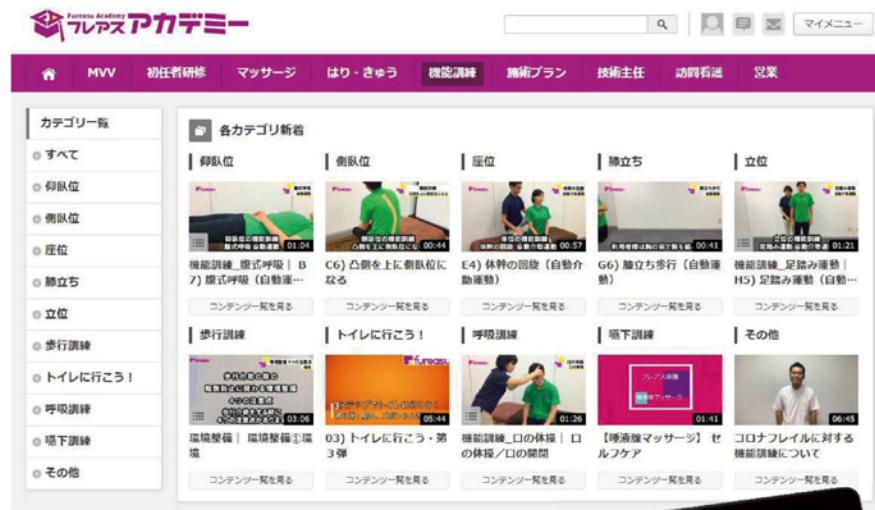 Fureasu Academy
フレアス アカデミー
マイメニュー
MVV 初任者研修 マッサージ はり・きゅう 機能訓練 施術プラン 技術主任 訪問看護 営業
カテゴリ一覧
すべて
仰臥位
側臥位
座位
膝立ち
立位
歩行訓練
トイレに行こう！
呼吸訓練
嚥下訓練
その他
各カテゴリ新着
仰臥位 側臥位 座位 膝立ち 立位
01:04 00:44 00:57 00:41 01:21
機能訓練_腹式呼吸｜ B
7) 腹式呼吸（自動運…
C6) 凸側を上に側臥位に
なる
E4) 体幹の回旋（自動介
助運動）
G6) 膝立ち歩行（自動運
動）
機能訓練_足踏み運動｜
H5) 足踏み運動（自動…
コンテンツ一覧を見る コンテンツ一覧を見る コンテンツ一覧を見る コンテンツ一覧を見る コンテンツ一覧を見る
歩行訓練 トイレに行こう！ 呼吸訓練 嚥下訓練 その他
fureasu
フレアス体操
唾液腺マッサージ
03:06 05:44 01:26 01:41 06:45
環境整備｜ 環境整備①環
境
03) トイレに行こう・第
３弾
機能訓練_口の体操｜ 口
の体操／口の開閉
【唾液腺マッサージ】 セ
ルフケア
コロナフレイルに対する
機能訓練について
コンテンツ一覧を見る コンテンツ一覧を見る コンテンツ一覧を見る コンテンツ一覧を見る コンテンツ一覧を見る